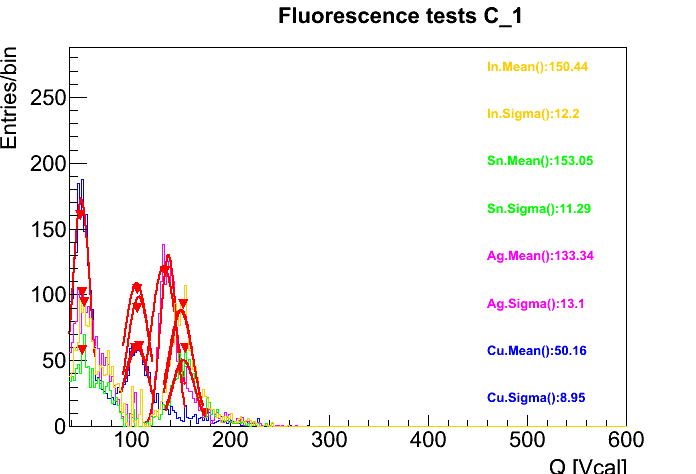 Fluorescence tests C_1
Entries/bin
250
200
150
100
50
0
In.Mean():150.44
In.Sigma():12.2
Sn.Mean():153.05
Sn.Sigma():11.29
Ag.Mean():133.34
Ag.Sigma():13.1
Cu.Mean():50.16
Cu.Sigma():8.95
100 200 300 400 500 600
Q [Vcal]